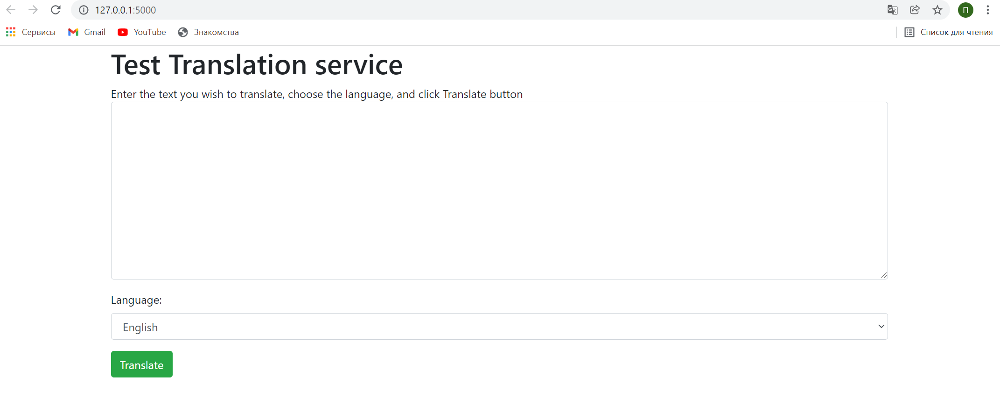 127.0.0.1:5000
П
Сервисы Gmail YouTube Знакомства Список для чтения
Test Translation service
Enter the text you wish to translate, choose the language, and click Translate button
Language:
English
Translate